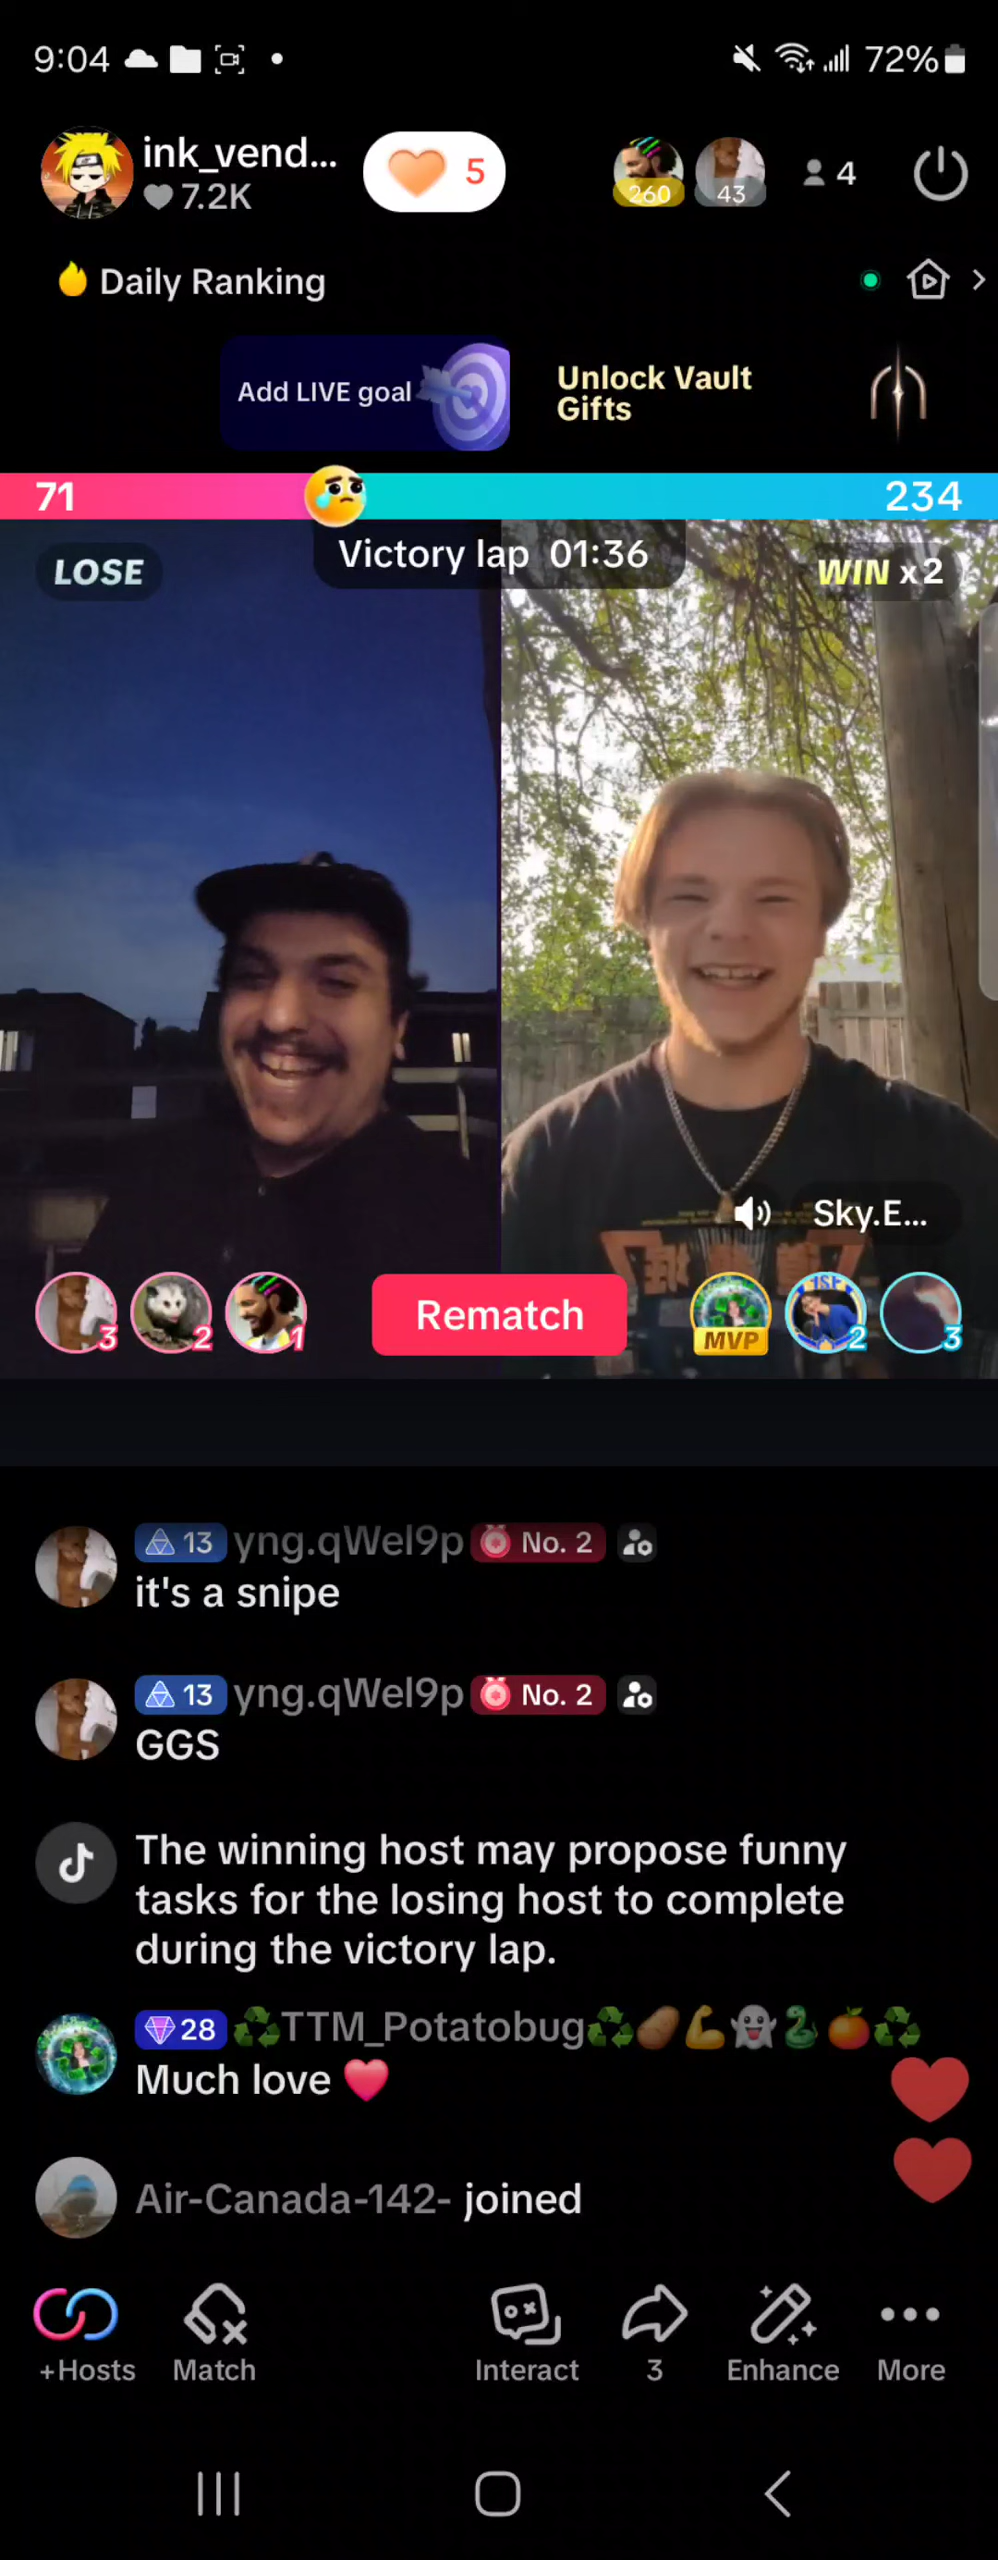 9:04
72%
ink_vend...
7.2K
5
260
43
4
Daily Ranking
Add LIVE goal
Unlock Vault
Gifts
71
234
LOSE
Victory lap 01:36
WIN x2
Sky.E...
3
2
1
Rematch
MVP
2
3
13 yng.qWel9p No. 2
it's a snipe
13 yng.qWel9p No. 2
GGS
The winning host may propose funny
tasks for the losing host to complete
during the victory lap.
28 ♻️TTM_Potatobug♻️🥔💪👻🐍🍊♻️
Much love ❤️
Air-Canada-142- joined
+Hosts
Match
Interact
3
Enhance
More